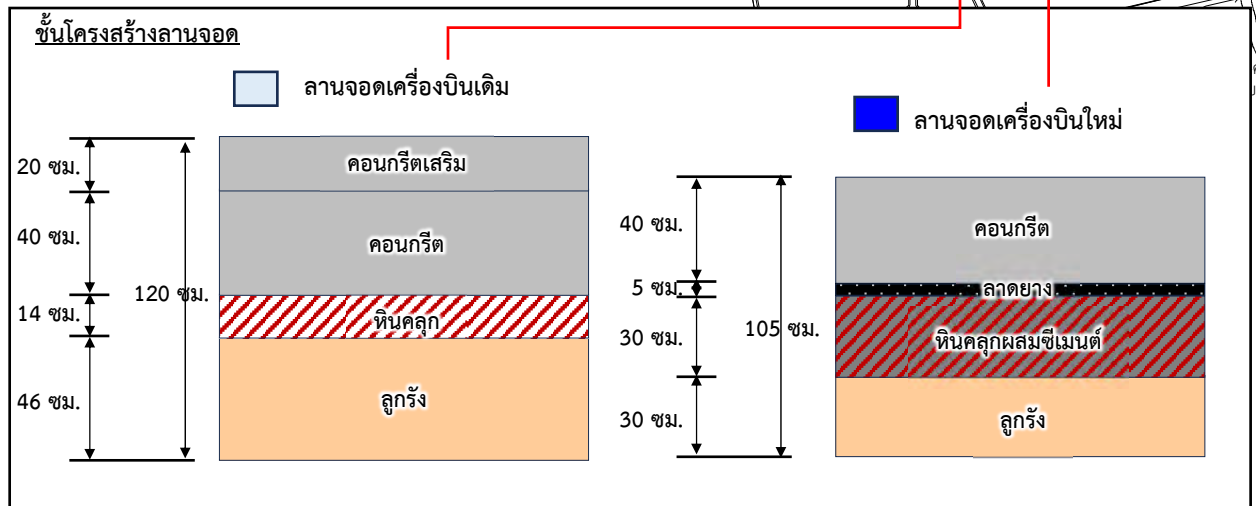 ชั้นโครงสร้างลานจอด
ลานจอดเครื่องบินเดิม
20 ซม.
40 ซม.
14 ซม.
46 ซม.
120 ซม.
คอนกรีตเสริม
คอนกรีต
หินคลุก
ลูกรัง
ลานจอดเครื่องบินใหม่
40 ซม.
5 ซม.
30 ซม.
30 ซม.
105 ซม.
คอนกรีต
ลาดยาง
หินคลุกผสมซีเมนต์
ลูกรัง